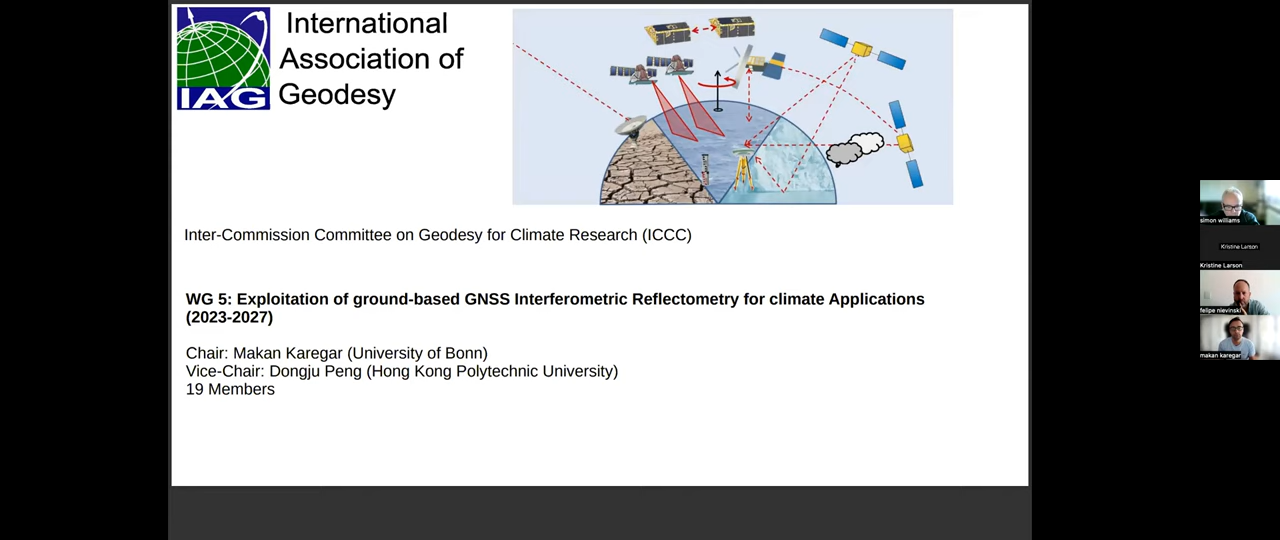 International
Association of
Geodesy
IAG
Inter-Commission Committee on Geodesy for Climate Research (ICCC)
WG 5: Exploitation of ground-based GNSS Interferometric Reflectometry for climate Applications
(2023-2027)
Chair: Makan Karegar (University of Bonn)
Vice-Chair: Dongju Peng (Hong Kong Polytechnic University)
19 Members
simon williams
Kristine Larson
Kristine Larson
felipe nievinski
makan karegar